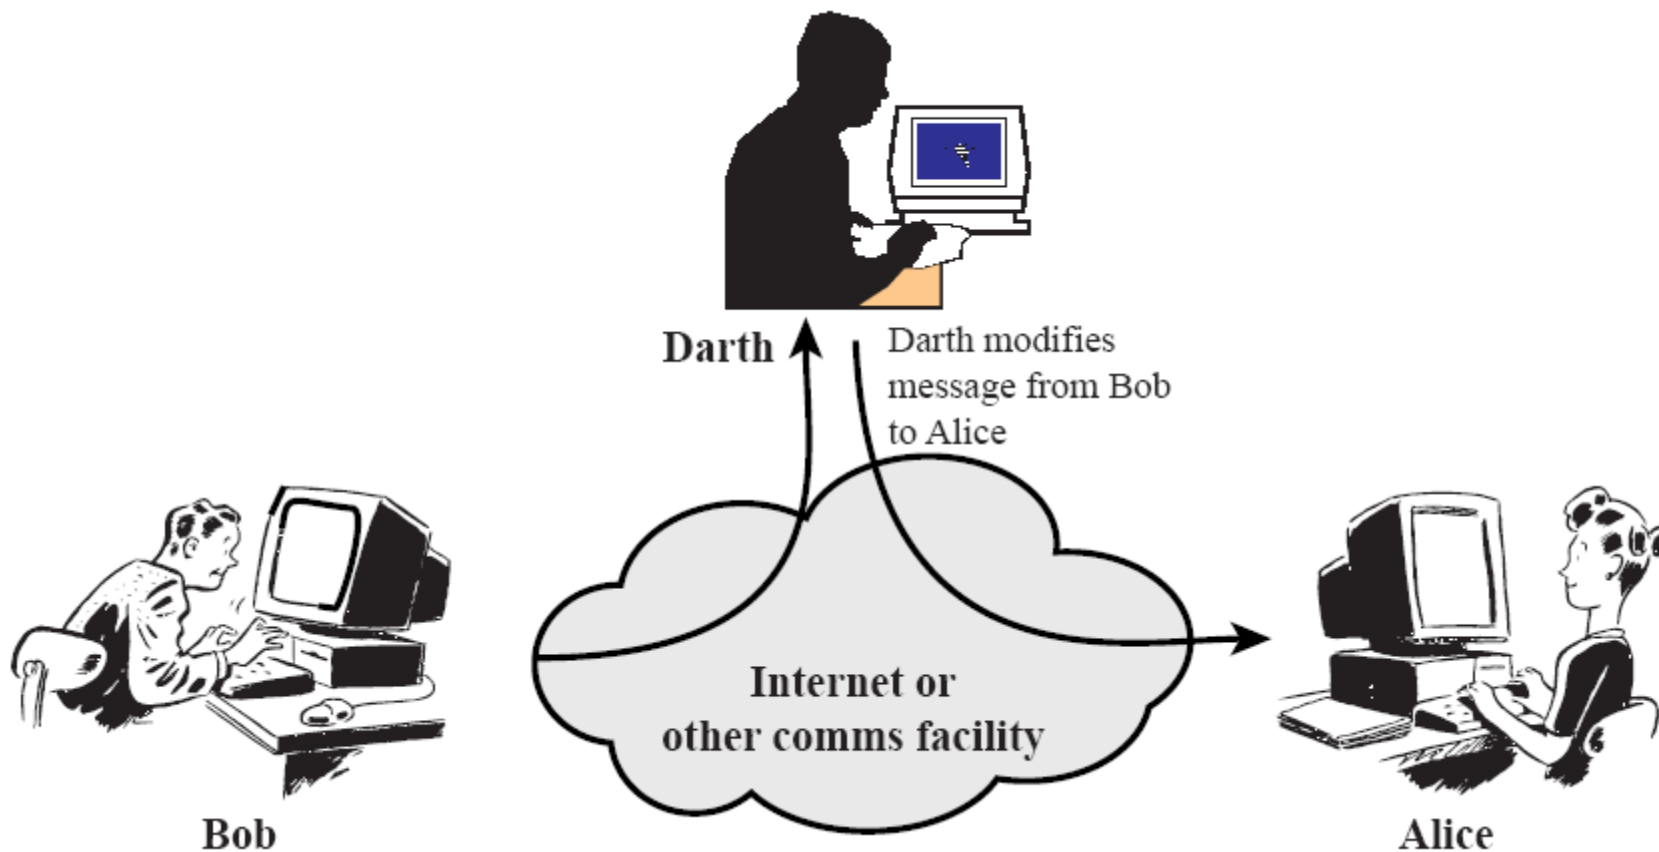 Darth
Darth modifies
message from Bob
to Alice
Internet or
other comms facility
Bob
Alice